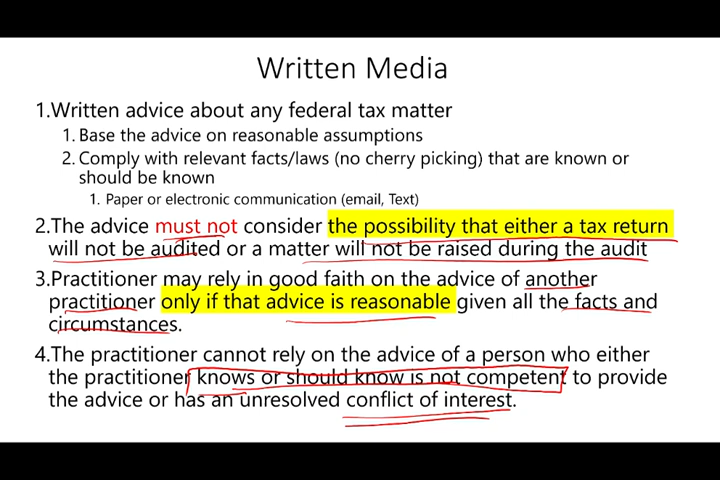 Written Media
1.Written advice about any federal tax matter
1. Base the advice on reasonable assumptions
2. Comply with relevant facts/laws (no cherry picking) that are known or
should be known
1. Paper or electronic communication (email, Text)
2.The advice must not consider the possibility that either a tax return
will not be audited or a matter will not be raised during the audit
3.Practitioner may rely in good faith on the advice of another
practitioner only if that advice is reasonable given all the facts and
circumstances.
4.The practitioner cannot rely on the advice of a person who either
the practitioner knows or should know is not competent to provide
the advice or has an unresolved conflict of interest.